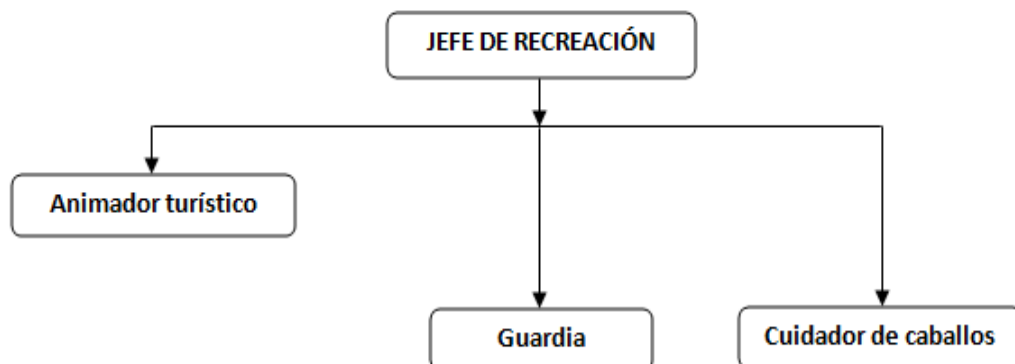 JEFE DE RECREACIÓN
Animador turístico
Guardia
Cuidador de caballos